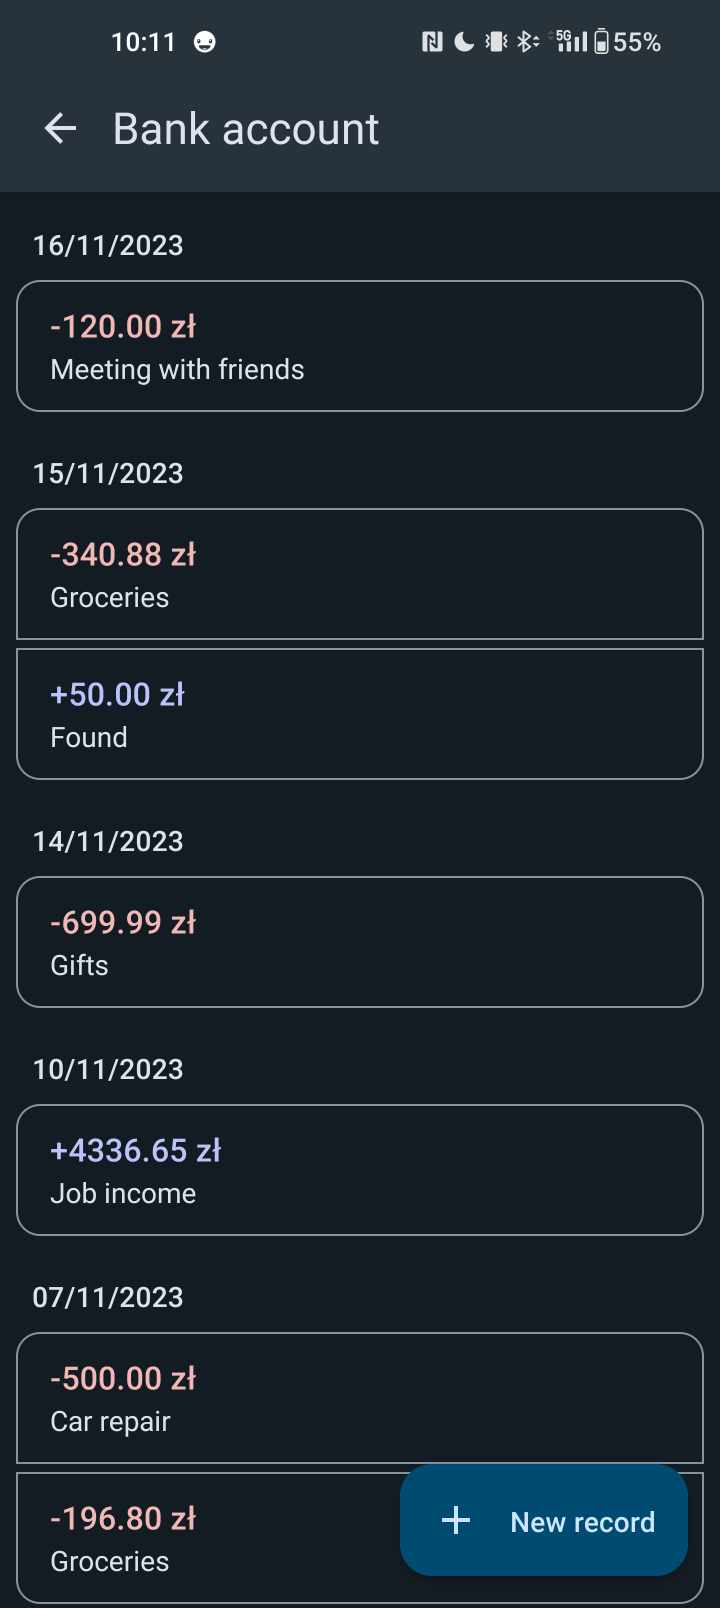 10:11 5G 55%
Bank account
16/11/2023
-120.00 zł
Meeting with friends
15/11/2023
-340.88 zł
Groceries
+50.00 zł
Found
14/11/2023
-699.99 zł
Gifts
10/11/2023
+4336.65 zł
Job income
07/11/2023
-500.00 zł
Car repair
-196.80 zł
Groceries
New record